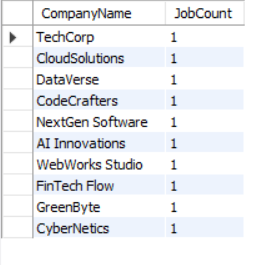 CompanyName JobCount
TechCorp 1
CloudSolutions 1
DataVerse 1
CodeCrafters 1
NextGen Software 1
AI Innovations 1
WebWorks Studio 1
FinTech Flow 1
GreenByte 1
CyberNetics 1